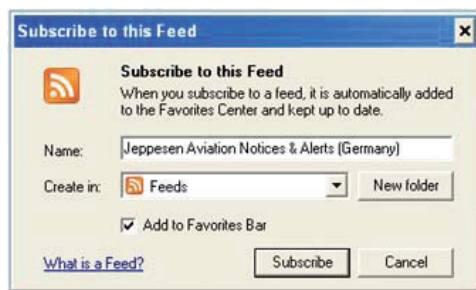 Subscribe to this Feed
Subscribe to this Feed
When you subscribe to a feed, it is automatically added
to the Favorites Center and kept up to date.
Name: Jeppesen Aviation Notices & Alerts (Germany)
Create in: Feeds New folder
Add to Favorites Bar
What is a Feed? Subscribe Cancel